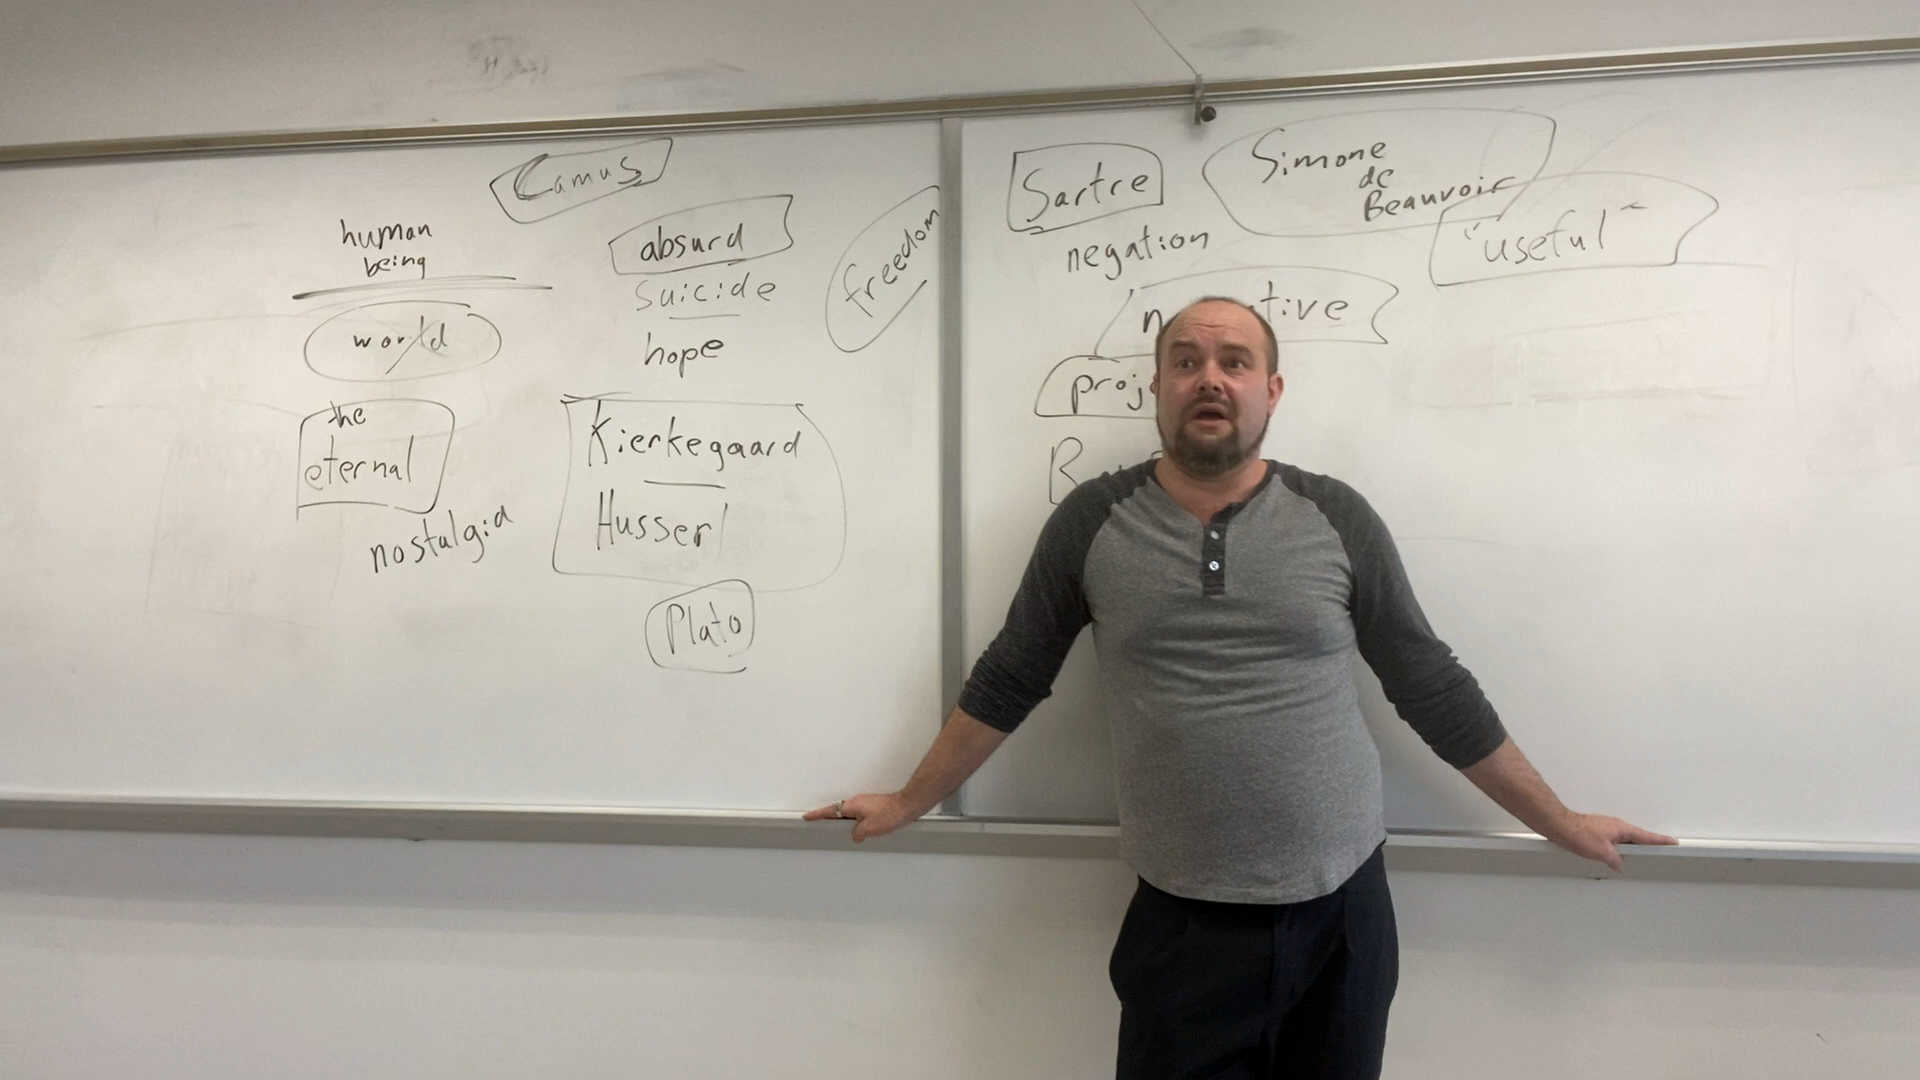 Camus
human
being
world
the
eternal
nostalgia
absurd
suicide
hope
Kierkegaard
Husserl
Plato
freedom
Sartre
negation
Simone
de
Beauvoir
"useful"